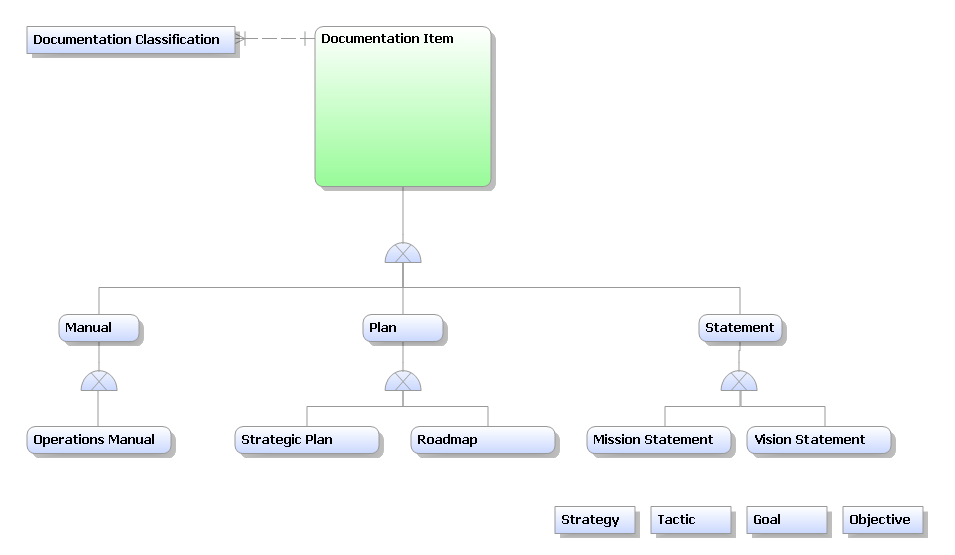 Documentation Classification
Documentation Item
Manual
Plan
Statement
Operations Manual
Strategic Plan
Roadmap
Mission Statement
Vision Statement
Strategy
Tactic
Goal
Objective